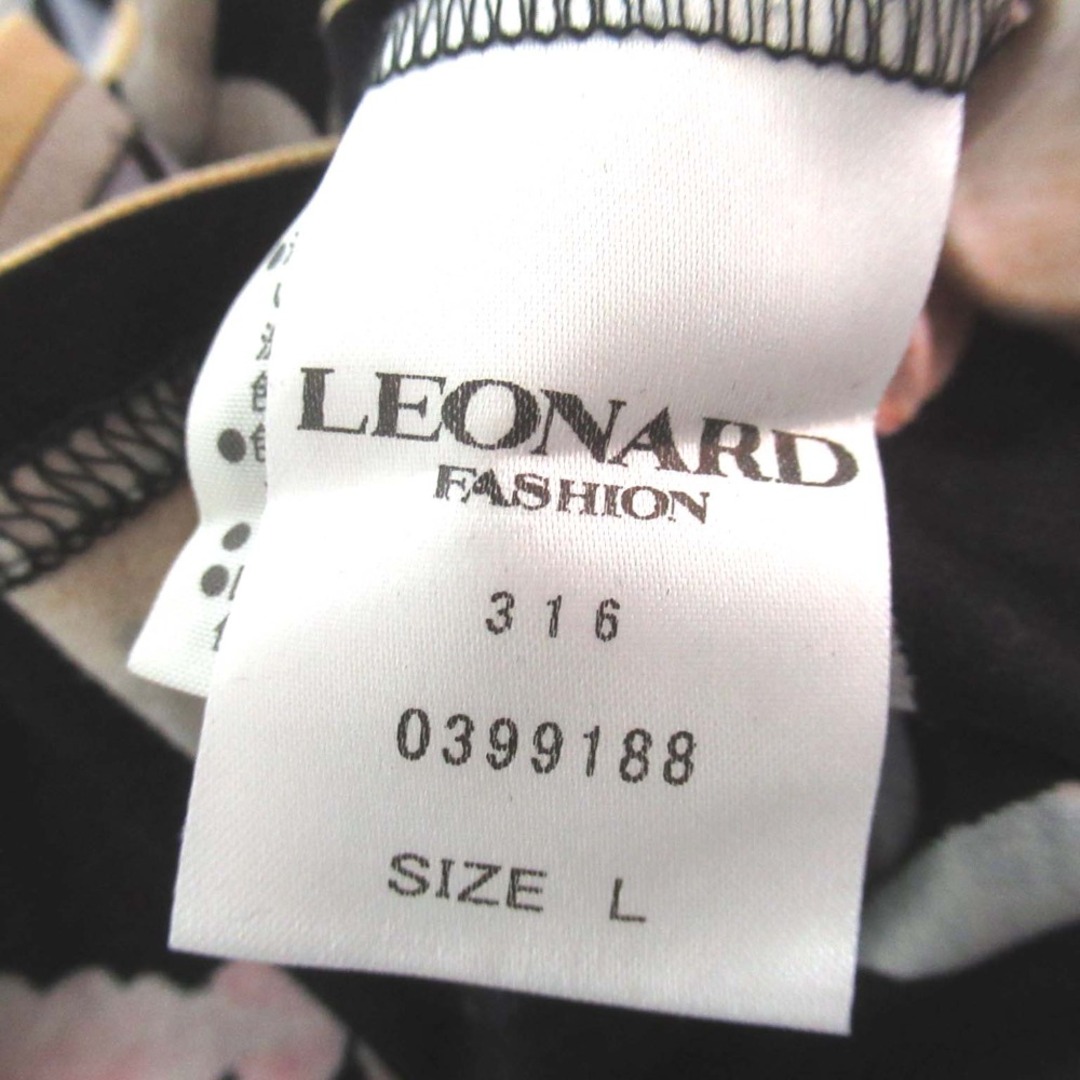 LEONARD
FASHION
316
0399188
SIZE L